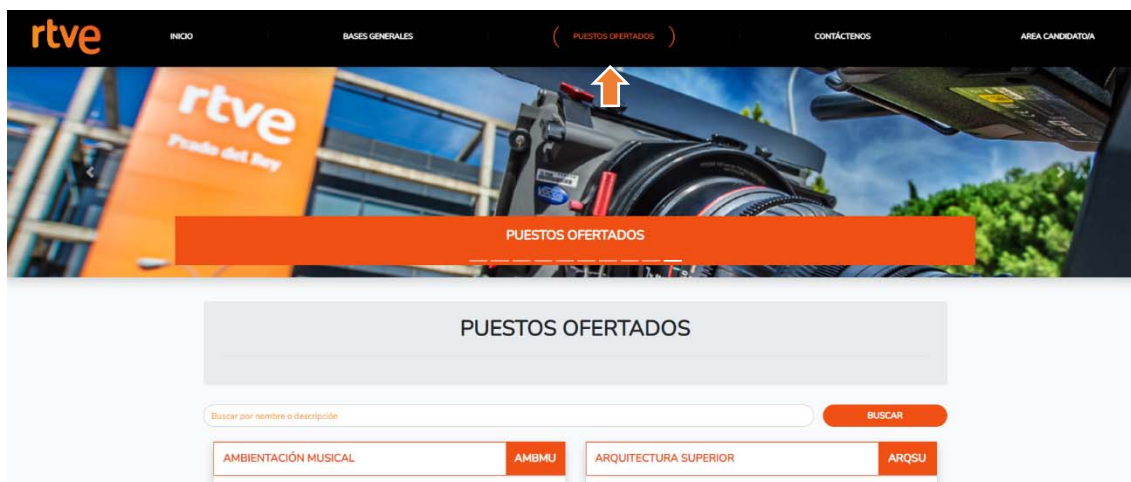 rtve
INICIO
BASES GENERALES
PUESTOS OFERTADOS
CONTÁCTENOS
AREA CANDIDATO/A
rtve
Prado del Rey
PUESTOS OFERTADOS
PUESTOS OFERTADOS
Buscar por nombre o descripción
BUSCAR
AMBIENTACIÓN MUSICAL AMBMU
ARQUITECTURA SUPERIOR ARQSU